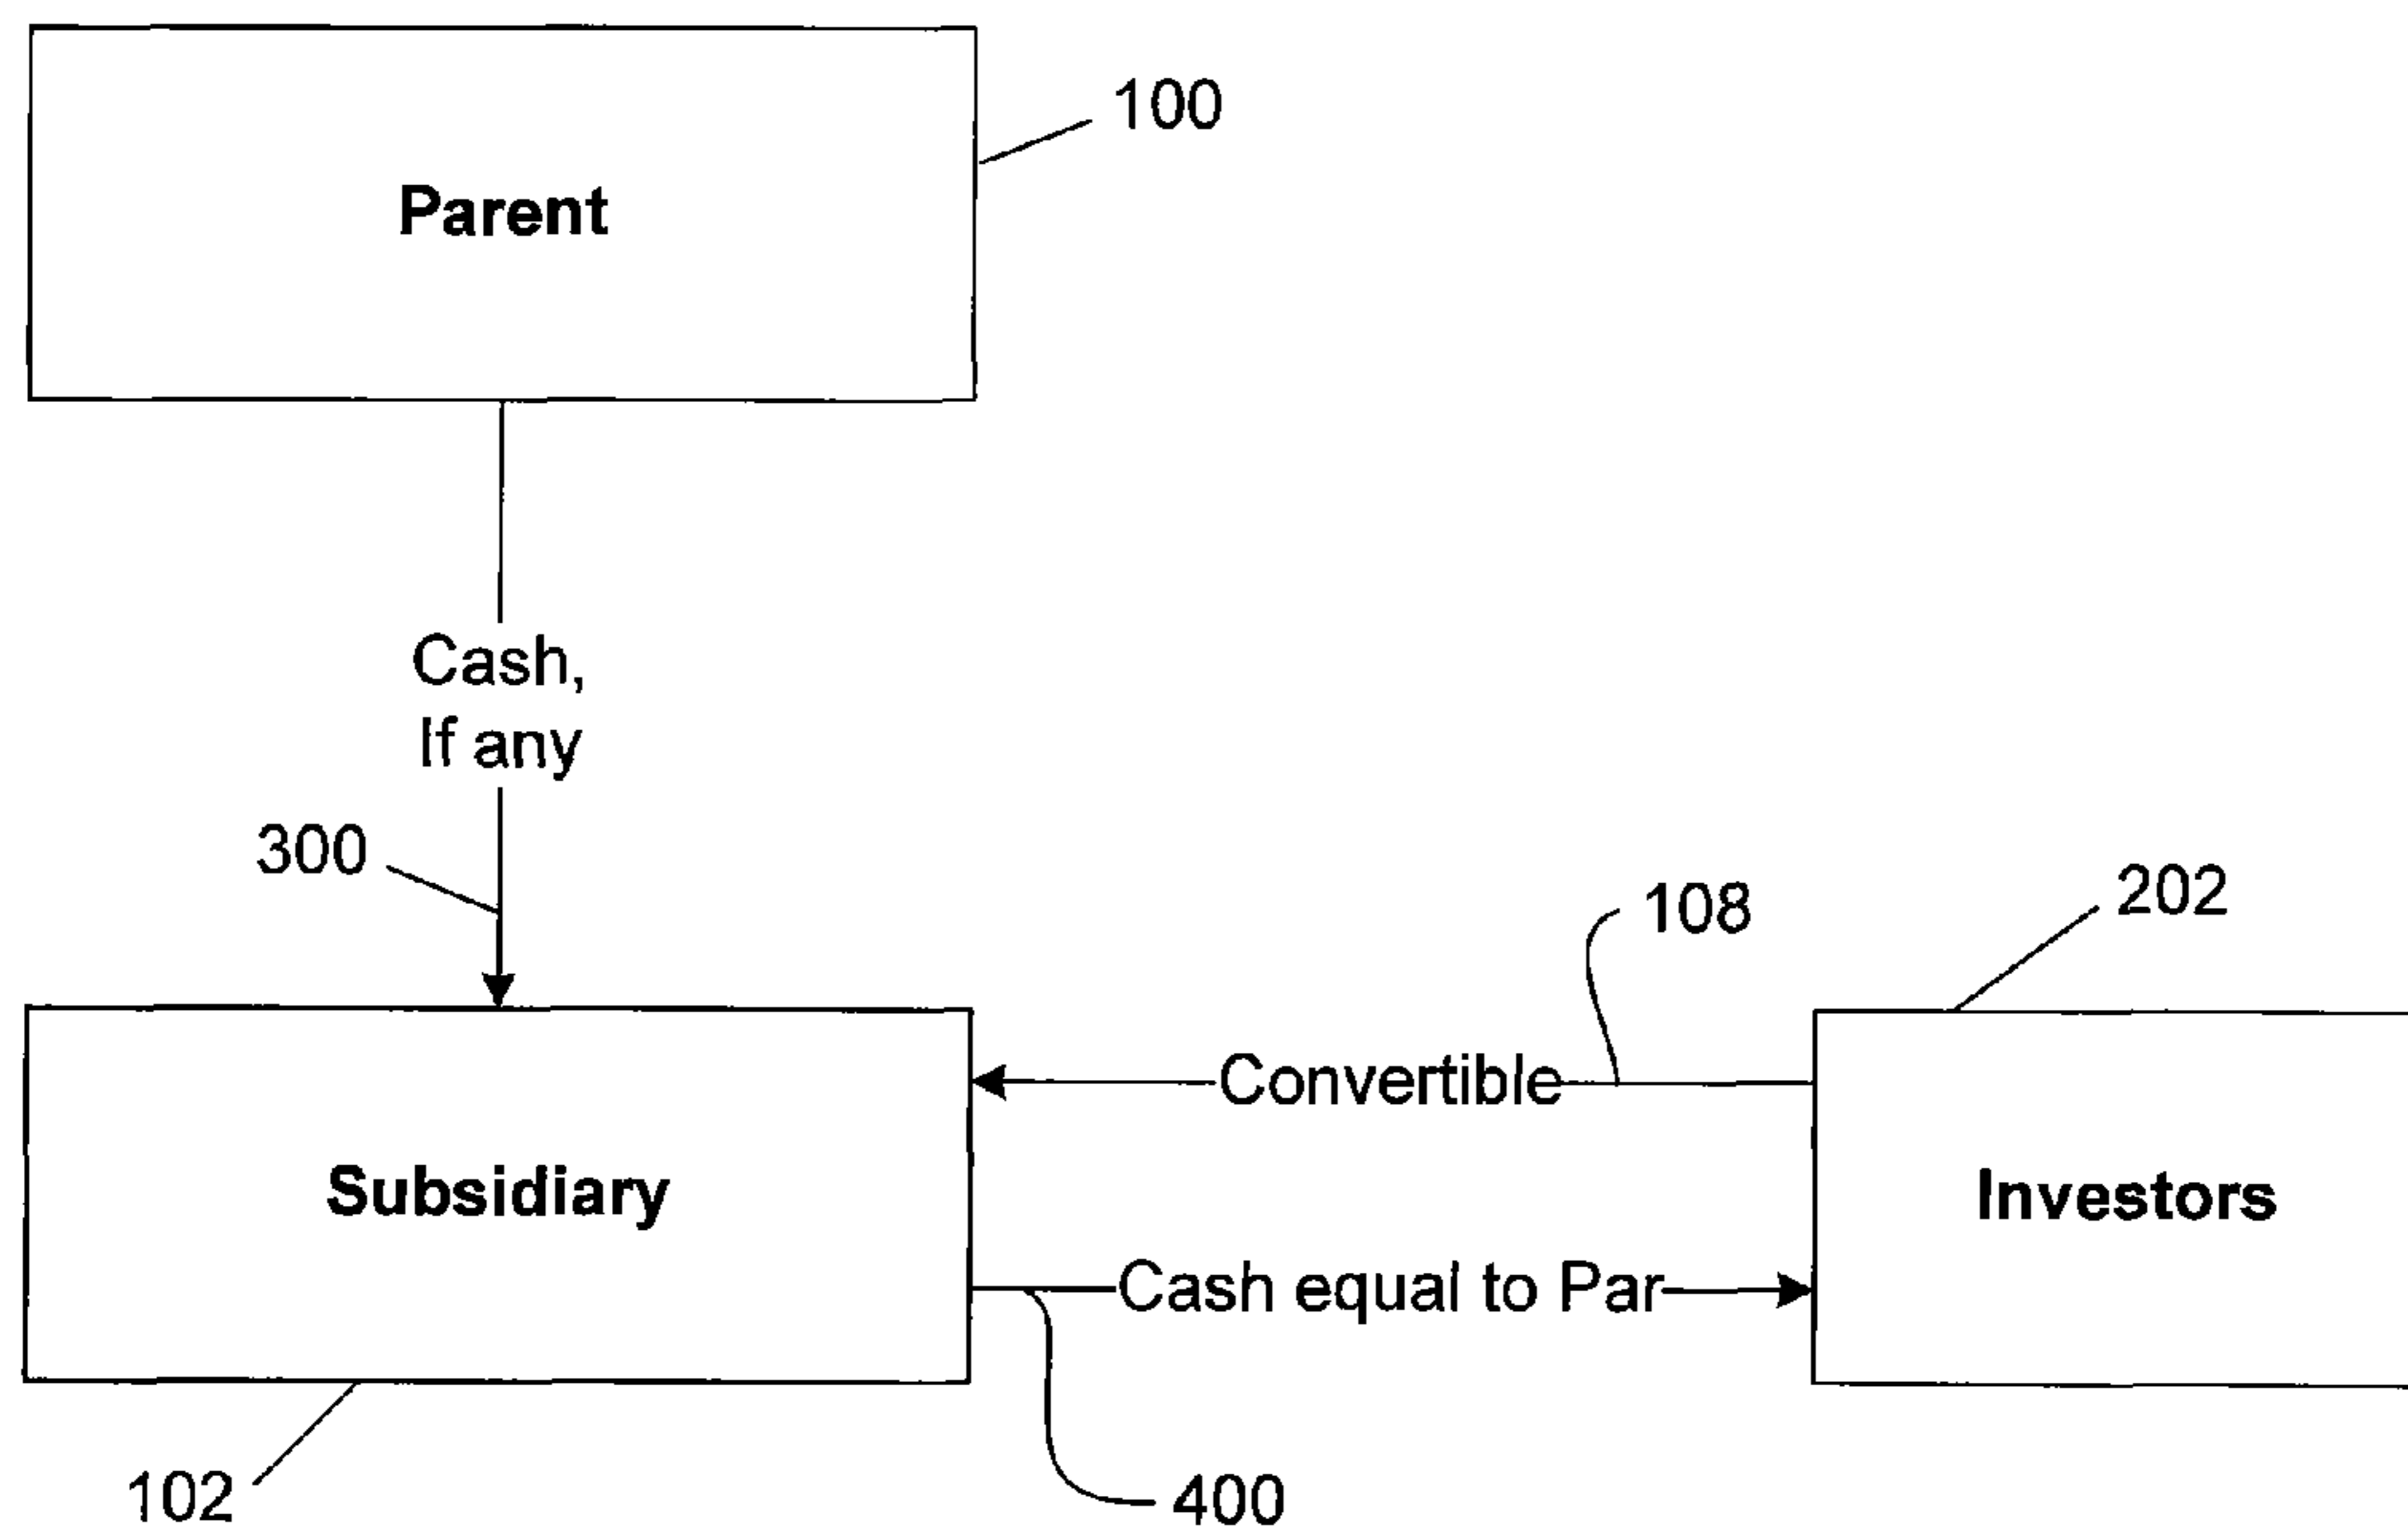 100
Parent
Cash,
If any
300
108
202
Convertible
Subsidiary
Investors
Cash equal to Par
102
400